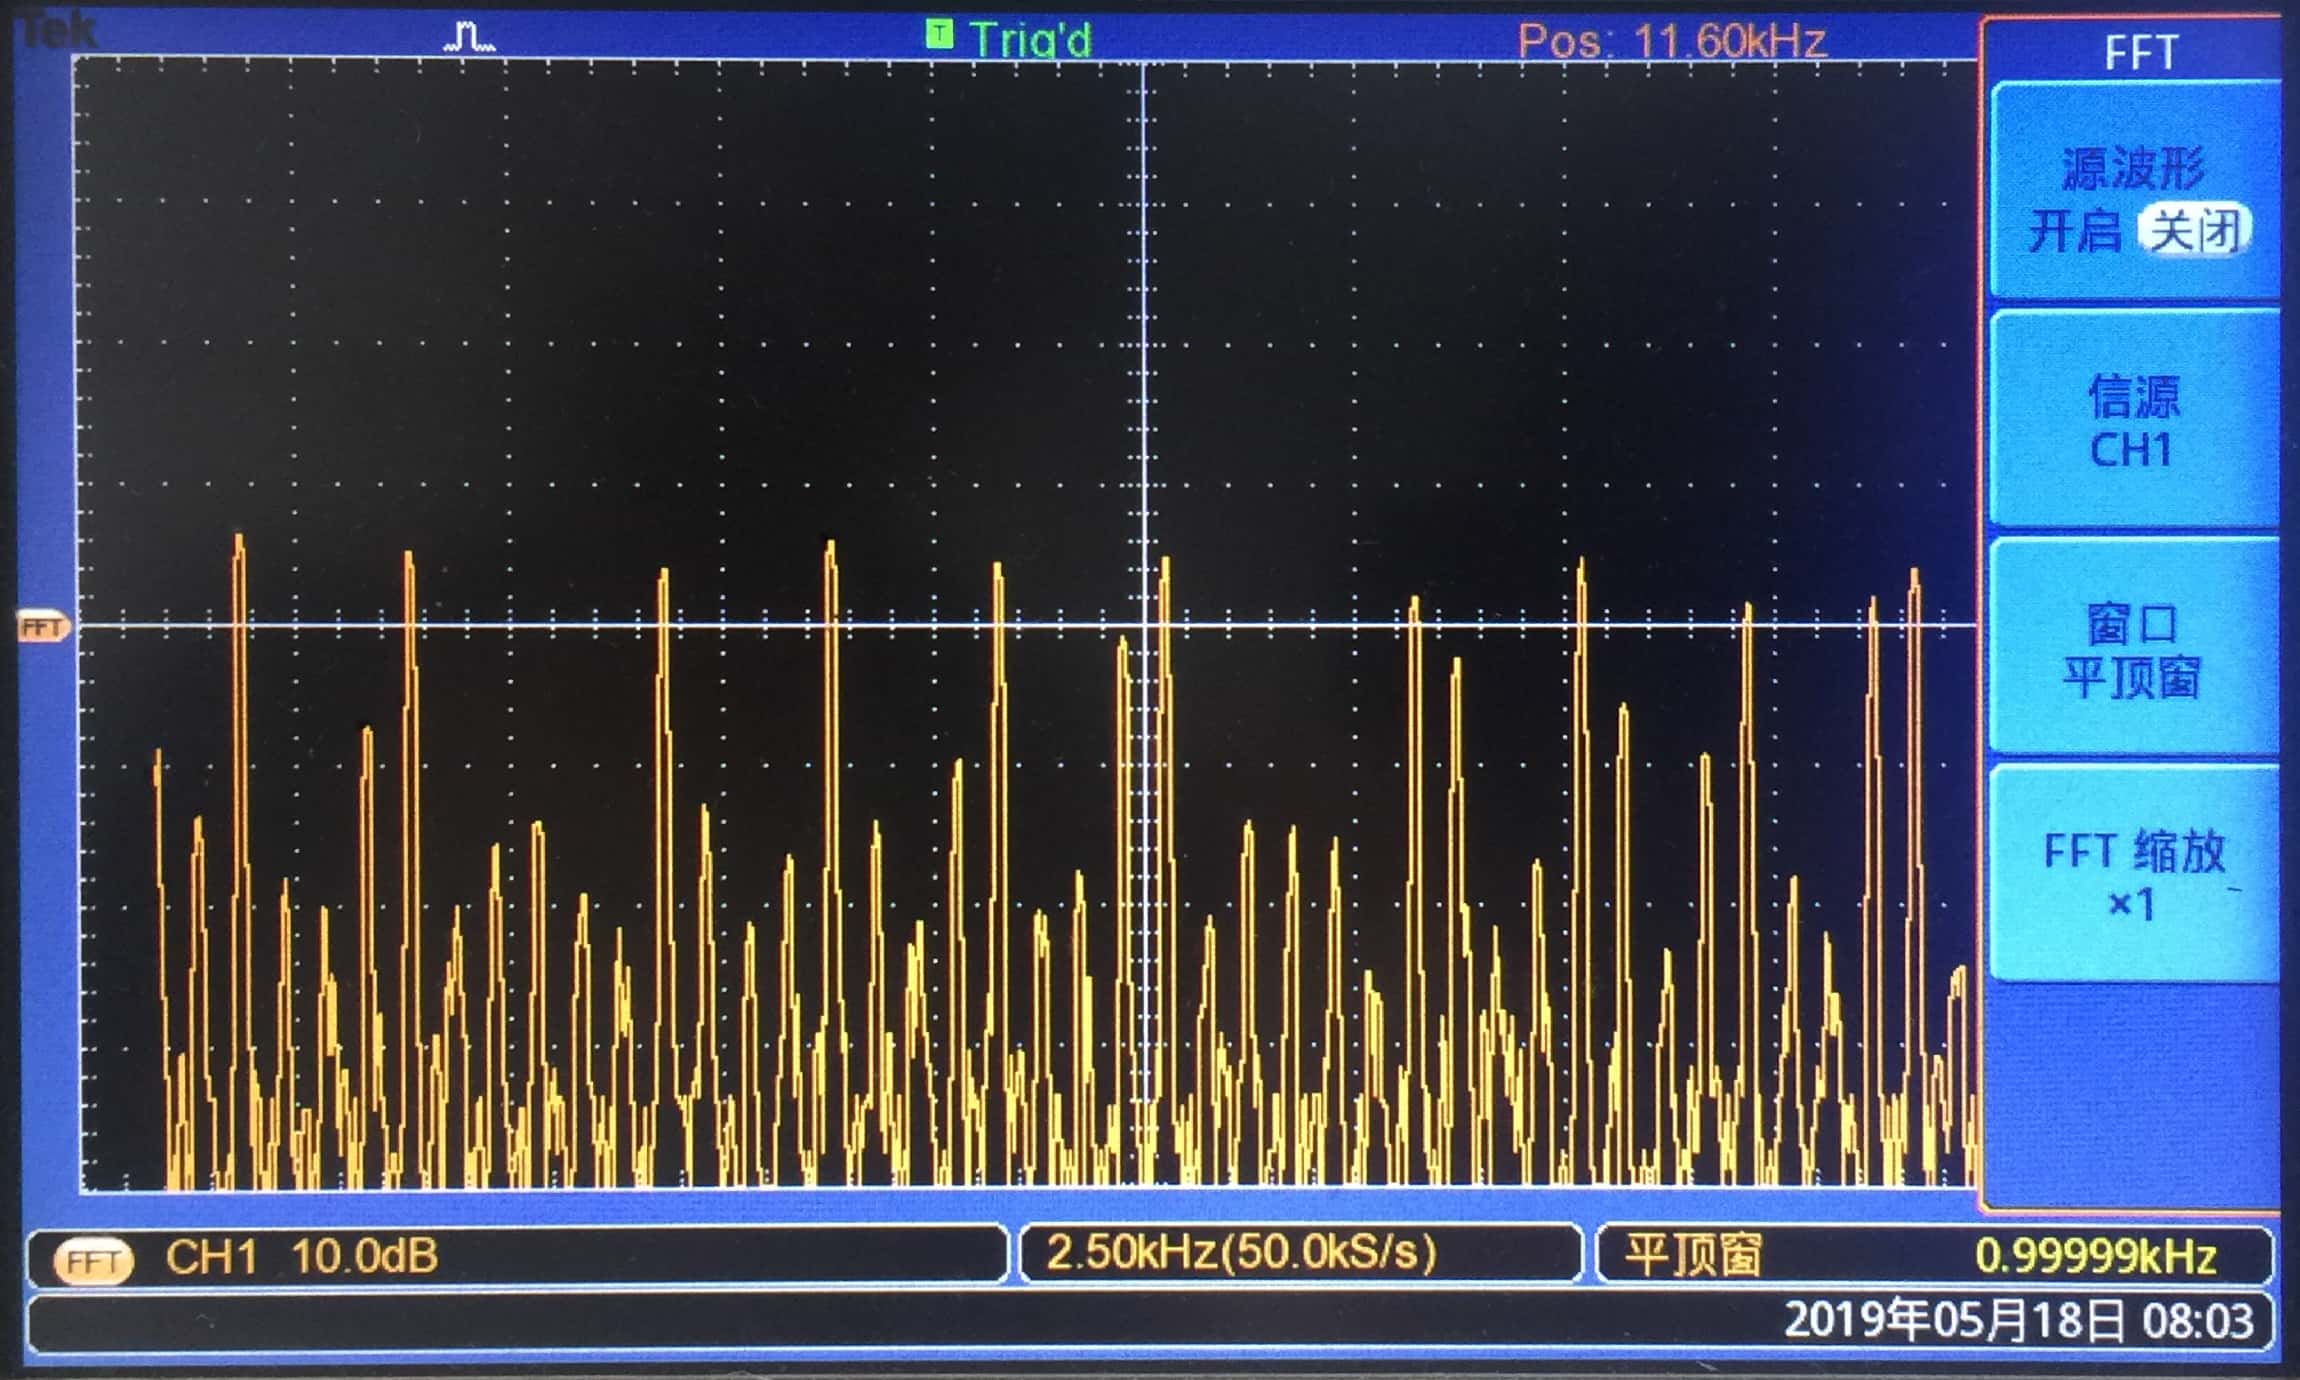 Tek
T Trig'd
Pos: 11.60kHz
FFT
源波形
开启 关闭
信源
CH1
窗口
平顶窗
FFT 缩放
×1
FFT
FFT CH1 10.0dB
2.50kHz(50.0kS/s)
平顶窗 0.99999kHz
2019年05月18日 08:03